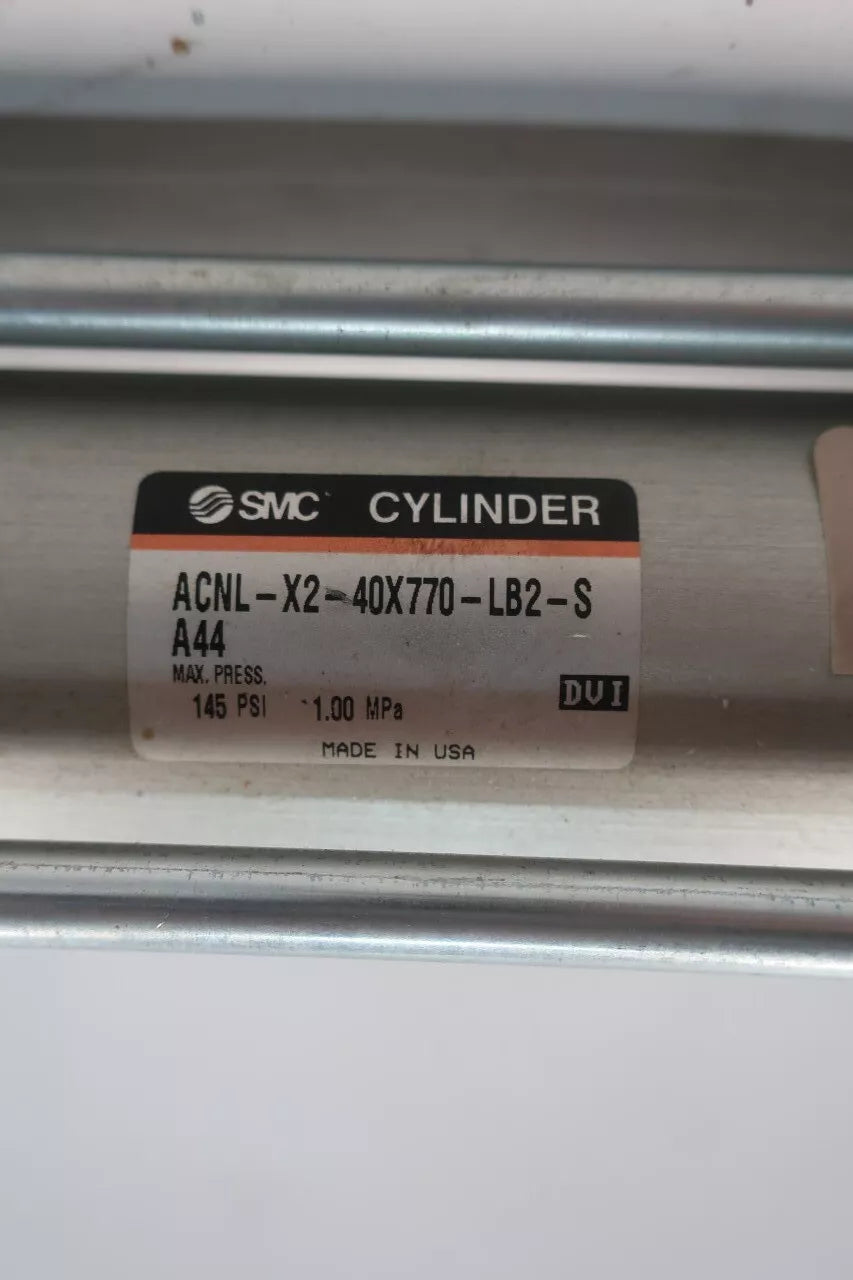 SMC CYLINDER
ACNL-X2-40X770-LB2-S
A44
MAX. PRESS.
145 PSI 1.00 MPa
DVI
MADE IN USA